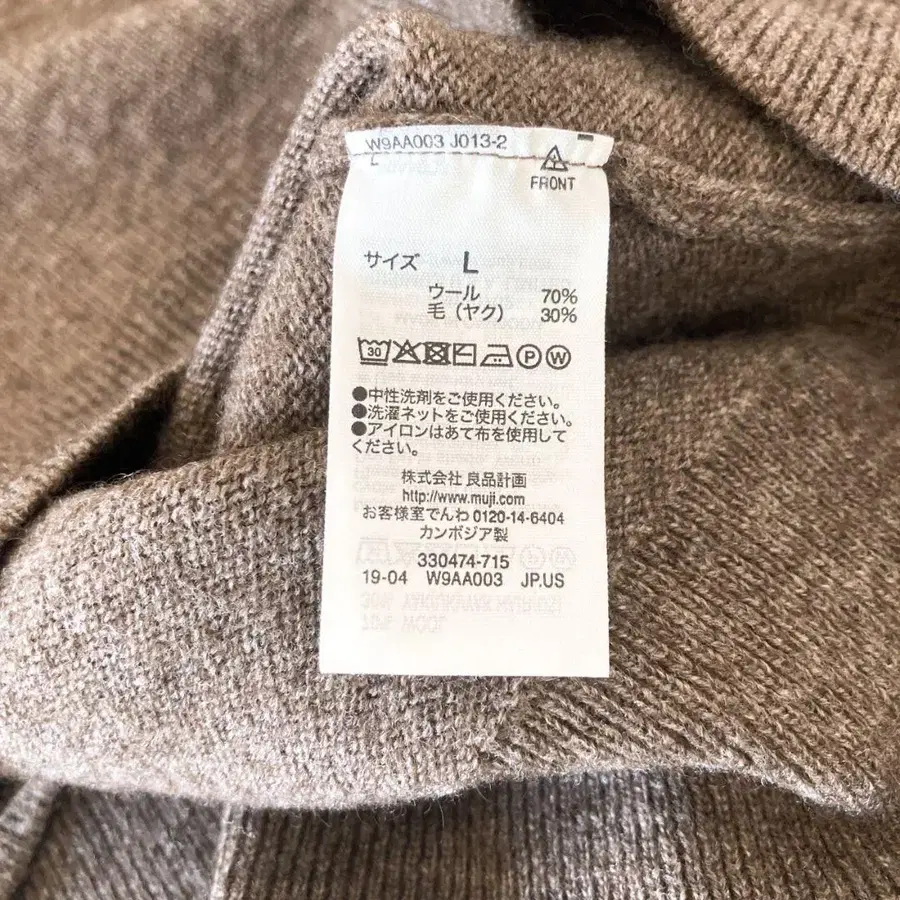 W9AA003 J013-2
L
FRONT
サイズ L
ウール 70%
毛（ヤク） 30%
30 P W
●中性洗剤をご使用ください。
●洗濯ネットをご使用ください。
●アイロンはあて布を使用して
ください。
株式会社 良品計画
http://www.muji.com
お客様室でんわ 0120-14-6404
カンボジア製
330474-715
19-04 W9AA003 JP.US